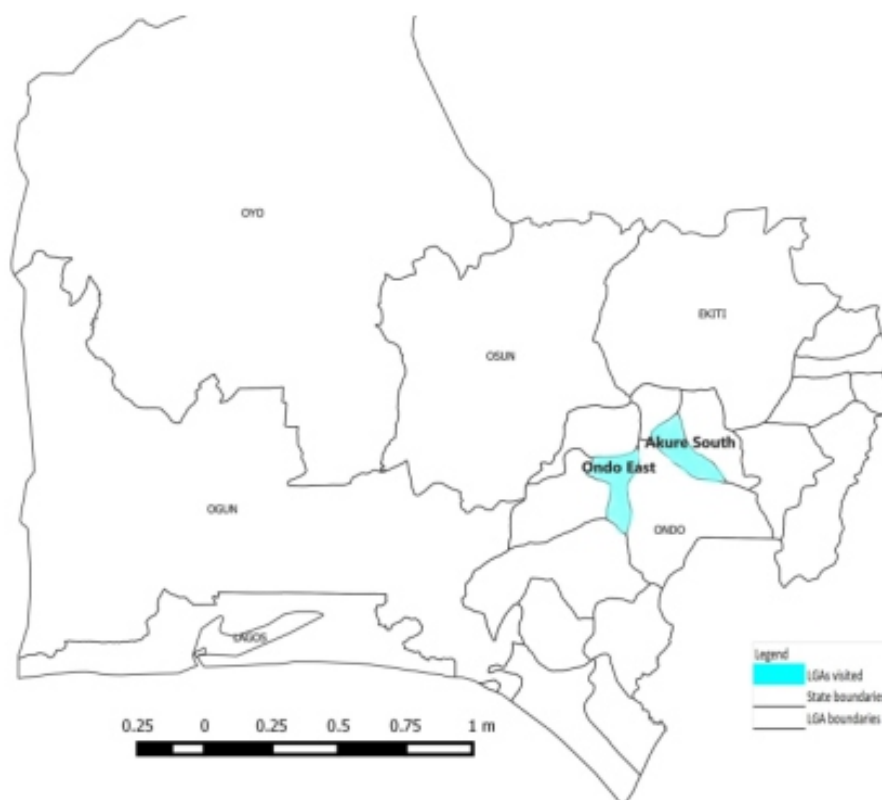 OYO
EKITI
OSUN
Akure South
Ondo East
OGUN
ONDO
LAGOS
Legend
LGAs visited
State boundaries
LGA boundaries
0.25 0 0.25 0.5 0.75 1 m